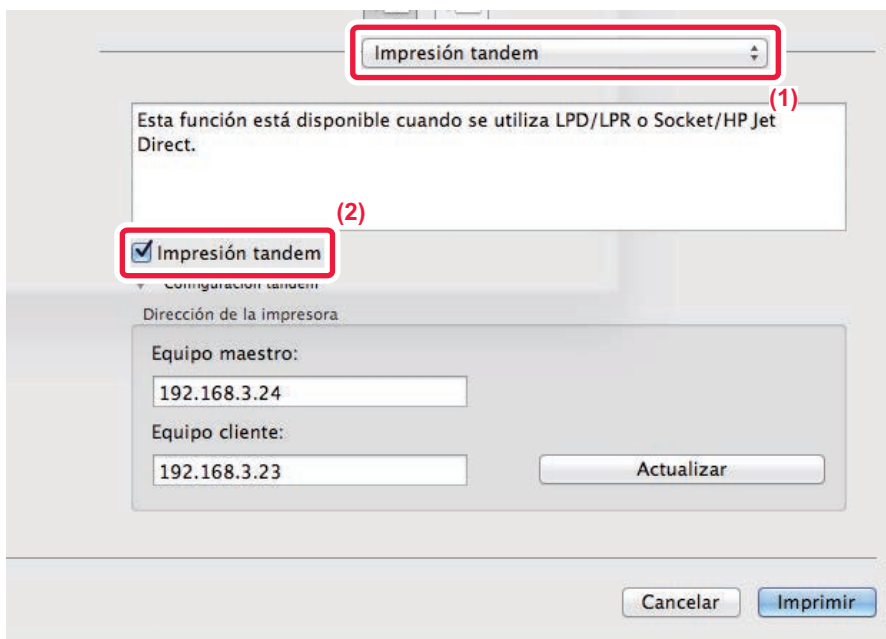 Impresión tandem
(1)
Esta función está disponible cuando se utiliza LPD/LPR o Socket/HP Jet
Direct.
(2)
Impresión tandem
Configuración tandem
Dirección de la impresora
Equipo maestro:
192.168.3.24
Equipo cliente:
192.168.3.23
Actualizar
Cancelar
Imprimir